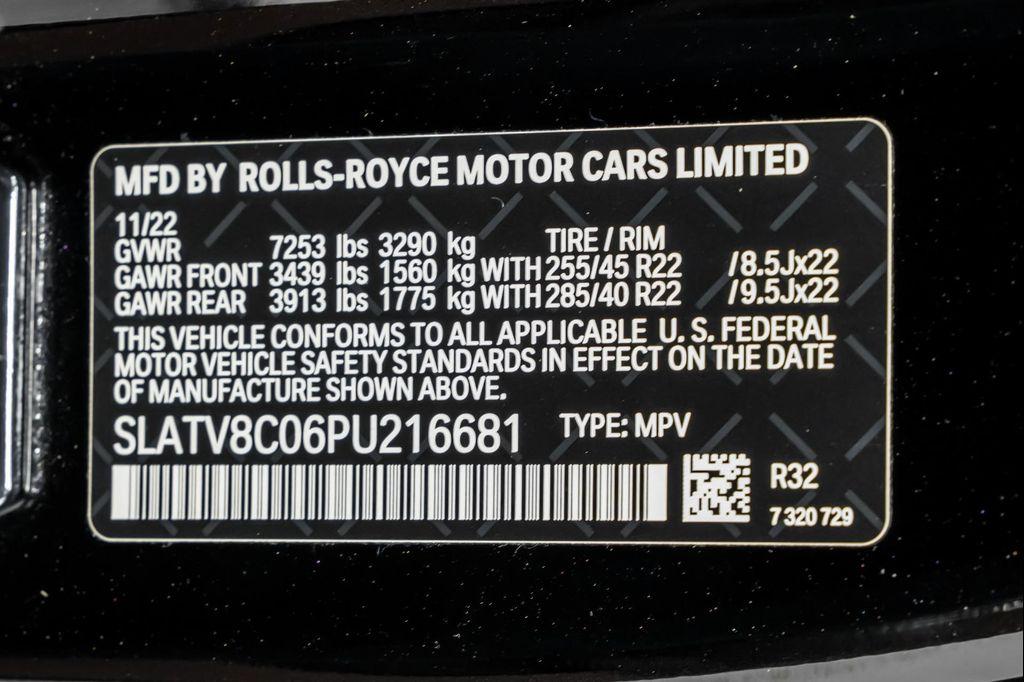 MFD BY ROLLS-ROYCE MOTOR CARS LIMITED
11/22
GVWR 7253 lbs 3290 kg TIRE / RIM
GAWR FRONT 3439 lbs 1560 kg WITH 255/45 R22 /8.5Jx22
GAWR REAR 3913 lbs 1775 kg WITH 285/40 R22 /9.5Jx22
THIS VEHICLE CONFORMS TO ALL APPLICABLE U. S. FEDERAL
MOTOR VEHICLE SAFETY STANDARDS IN EFFECT ON THE DATE
OF MANUFACTURE SHOWN ABOVE.
SLATV8C06PU216681 TYPE: MPV
R32
7 320 729